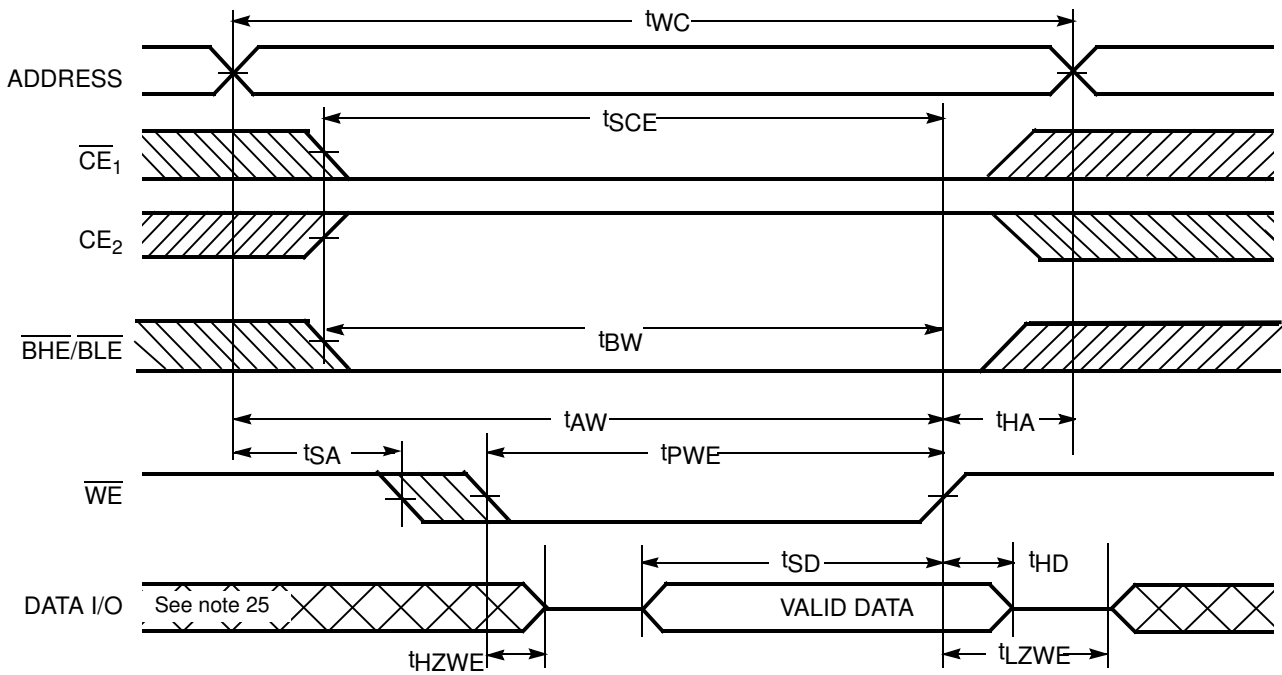 tWC
ADDRESS
tSCE
CE1
CE2
tBW
BHE/BLE
tAW
tHA
tSA
tPWE
WE
tSD
tHD
DATA I/O
See note 25
VALID DATA
tHZWE
tLZWE